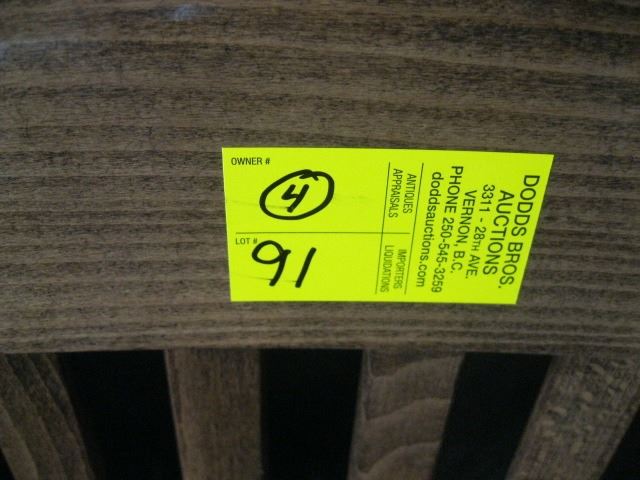 OWNER #
4
LOT #
91
ANTIQUES
APPRAISALS
IMPORTERS
LIQUIDATIONS
DODDS BROS.
AUCTIONS
3311 - 28TH AVE.
VERNON, B.C.
PHONE 250-545-3259
doddsauctions.com